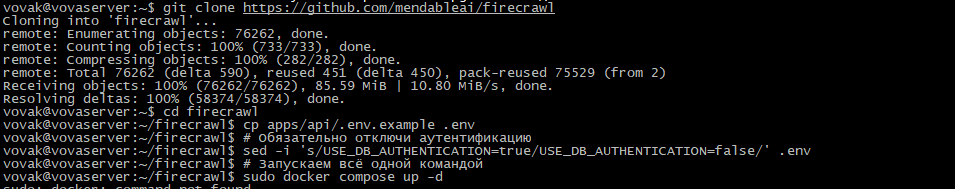 vovak@vovaserver:~$ git clone https://github.com/mendableai/firecrawl
Cloning into 'firecrawl'...
remote: Enumerating objects: 76262, done.
remote: Counting objects: 100% (733/733), done.
remote: Compressing objects: 100% (282/282), done.
remote: Total 76262 (delta 590), reused 451 (delta 450), pack-reused 75529 (from 2)
Receiving objects: 100% (76262/76262), 85.59 MiB | 10.80 MiB/s, done.
Resolving deltas: 100% (58374/58374), done.
vovak@vovaserver:~$ cd firecrawl
vovak@vovaserver:~/firecrawl$ cp apps/api/.env.example .env
vovak@vovaserver:~/firecrawl$ # Обязательно отключи аутентификацию
vovak@vovaserver:~/firecrawl$ sed -i 's/USE_DB_AUTHENTICATION=true/USE_DB_AUTHENTICATION=false/' .env
vovak@vovaserver:~/firecrawl$ # Запускаем всё одной командой
vovak@vovaserver:~/firecrawl$ sudo docker compose up -d
sudo: docker: command not found